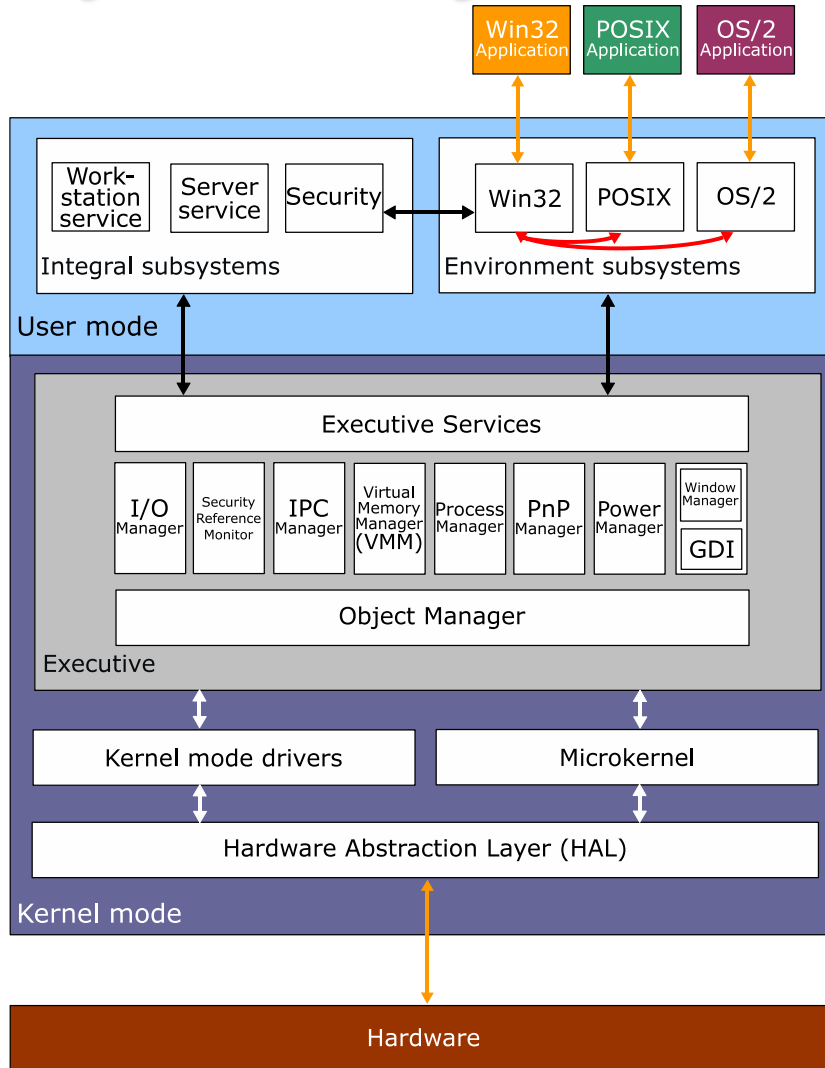 Win32
Application
POSIX
Application
OS/2
Application
Work-
station
service
Server
service
Security
Integral subsystems
Win32
POSIX
OS/2
Environment subsystems
User mode
Executive Services
I/O
Manager
Security
Reference
Monitor
IPC
Manager
Virtual
Memory
Manager
(VMM)
Process
Manager
PnP
Manager
Power
Manager
Window
Manager
GDI
Object Manager
Executive
Kernel mode drivers
Microkernel
Hardware Abstraction Layer (HAL)
Kernel mode
Hardware